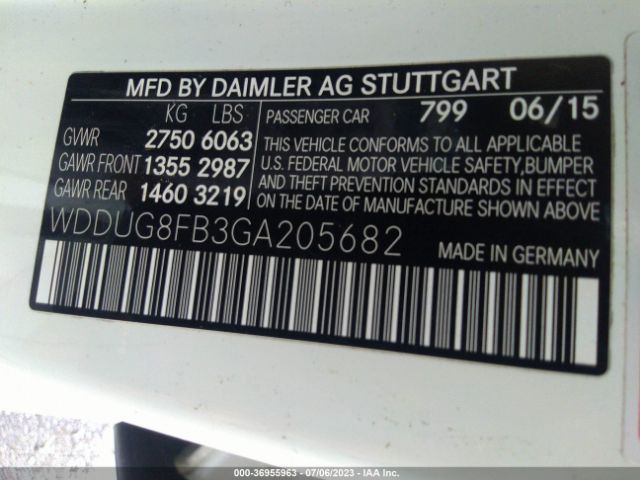 MFD BY DAIMLER AG STUTTGART
KG LBS
GVWR 2750 6063
GAWR FRONT 1355 2987
GAWR REAR 1460 3219
PASSENGER CAR 799 06/15
THIS VEHICLE CONFORMS TO ALL APPLICABLE
U.S. FEDERAL MOTOR VEHICLE SAFETY, BUMPER
AND THEFT PREVENTION STANDARDS IN EFFECT
ON THE DATE OF MANUFACTURE SHOWN ABOVE
WDDUG8FB3GA205682
MADE IN GERMANY
000-36955963 - 07/06/2023 - IAA Inc.